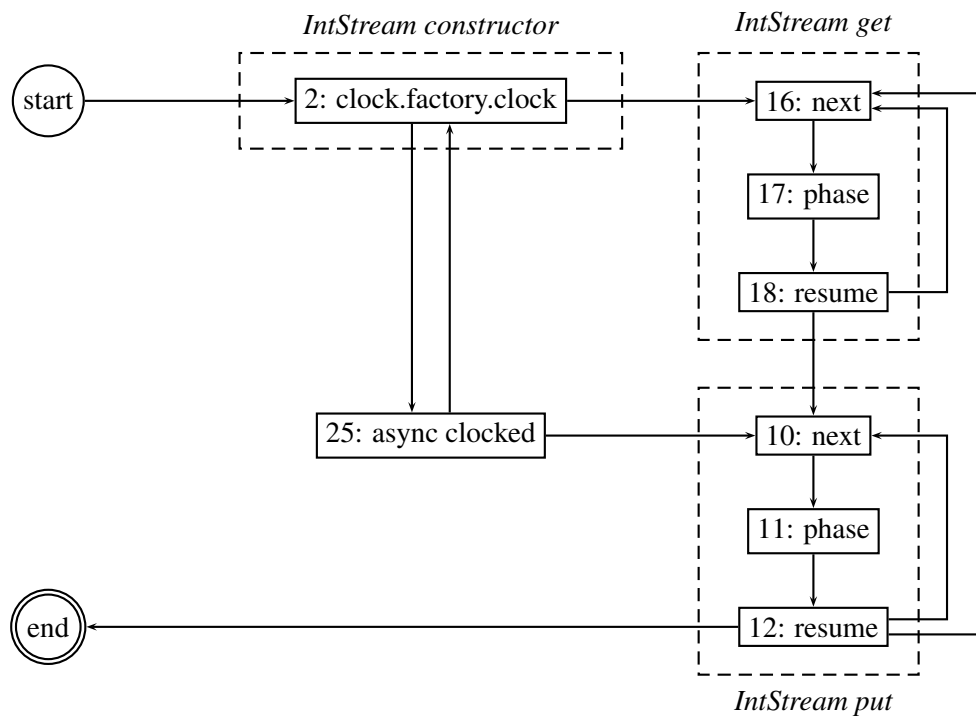 IntStream constructor
IntStream get
start
2: clock.factory.clock
16: next
17: phase
18: resume
25: async clocked
10: next
11: phase
end
12: resume
IntStream put